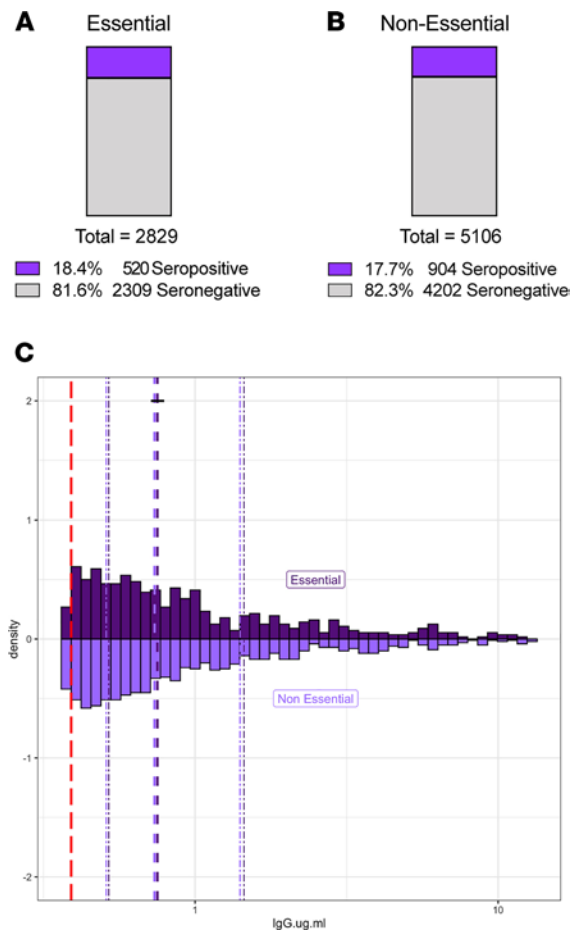 A Essential
B Non-Essential
Total = 2829
Total = 5106
18.4% 520 Seropositive
81.6% 2309 Seronegative
17.7% 904 Seropositive
82.3% 4202 Seronegative
C
2
1
0
-1
-2
density
Essential
Non Essential
1
10
IgG.ug.ml